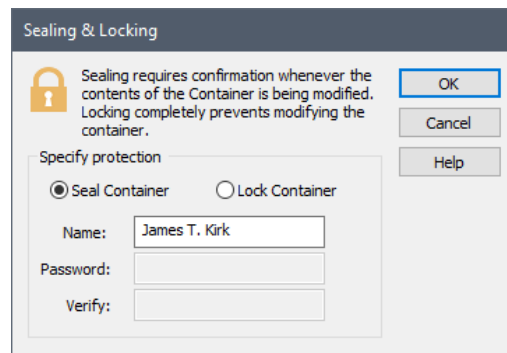 Sealing & Locking
Sealing requires confirmation whenever the
contents of the Container is being modified.
Locking completely prevents modifying the
container.
OK
Cancel
Help
Specify protection
Seal Container
Lock Container
Name: James T. Kirk
Password:
Verify: